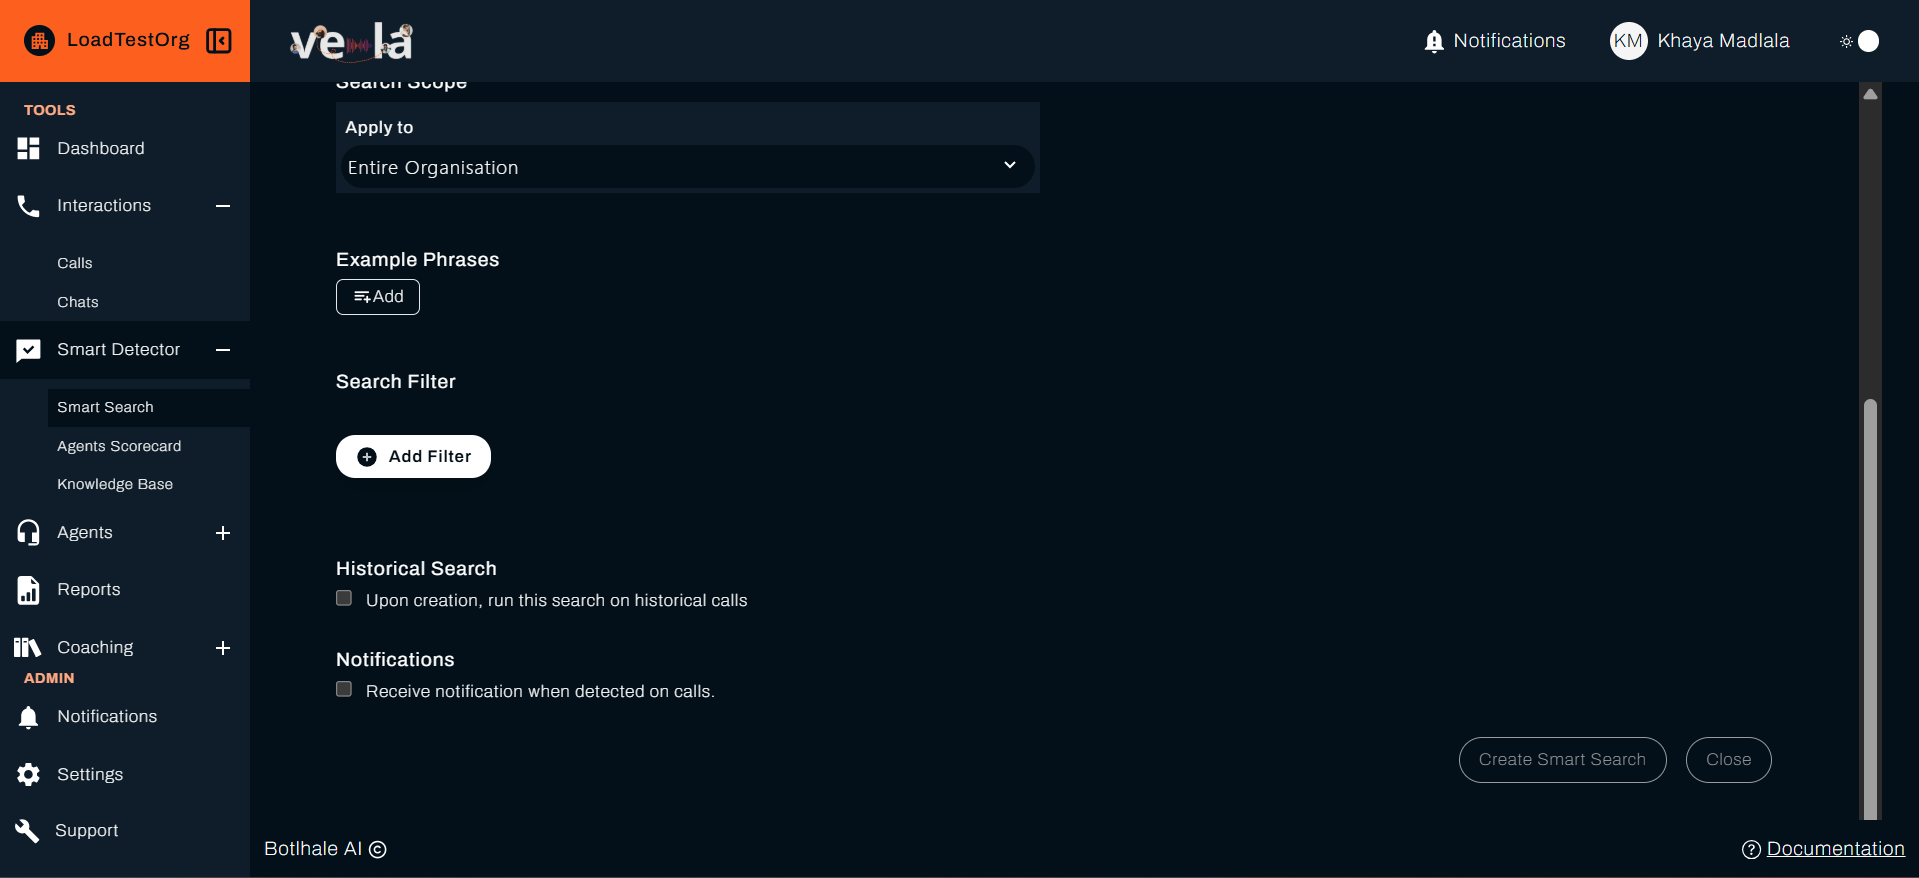 LoadTestOrg
vela
Notifications
KM
Khaya Madlala
TOOLS
Dashboard
Interactions
Calls
Chats
Smart Detector
Smart Search
Agents Scorecard
Knowledge Base
Agents
Reports
Coaching
ADMIN
Notifications
Settings
Support
Search Scope
Apply to
Entire Organisation
Example Phrases
Add
Search Filter
Add Filter
Historical Search
Upon creation, run this search on historical calls
Notifications
Receive notification when detected on calls.
Create Smart Search
Close
Botlhale AI ©
Documentation